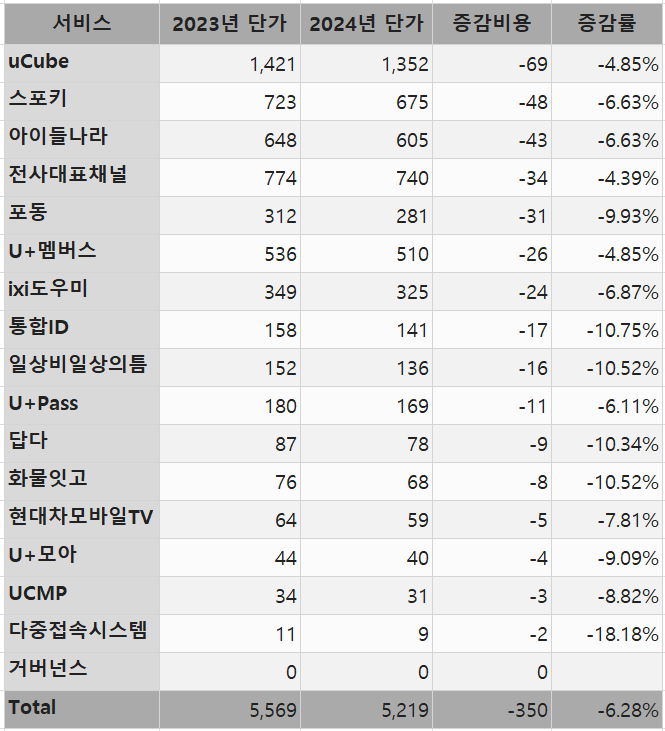 서비스 2023년 단가 2024년 단가 증감비용 증감률
uCube 1,421 1,352 -69 -4.85%
스포키 723 675 -48 -6.63%
아이들나라 648 605 -43 -6.63%
전사대표채널 774 740 -34 -4.39%
포동 312 281 -31 -9.93%
U+멤버스 536 510 -26 -4.85%
ixi도우미 349 325 -24 -6.87%
통합ID 158 141 -17 -10.75%
일상비일상의틈 152 136 -16 -10.52%
U+Pass 180 169 -11 -6.11%
답다 87 78 -9 -10.34%
화물잇고 76 68 -8 -10.52%
현대차모바일TV 64 59 -5 -7.81%
U+모아 44 40 -4 -9.09%
UCMP 34 31 -3 -8.82%
다중접속시스템 11 9 -2 -18.18%
거버넌스 0 0 0
Total 5,569 5,219 -350 -6.28%